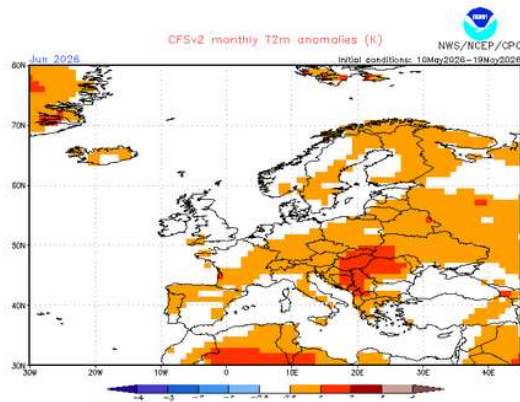 NOAA
NWS/NCEP/CPC
CFSv2 monthly T2m anomalies (K)
Jun 2026
Initial conditions: 10May2026-19May2026
80N
70N
60N
50N
40N
30N
30W 20W 10W 0 10E 20E 30E 40E
-4 -3